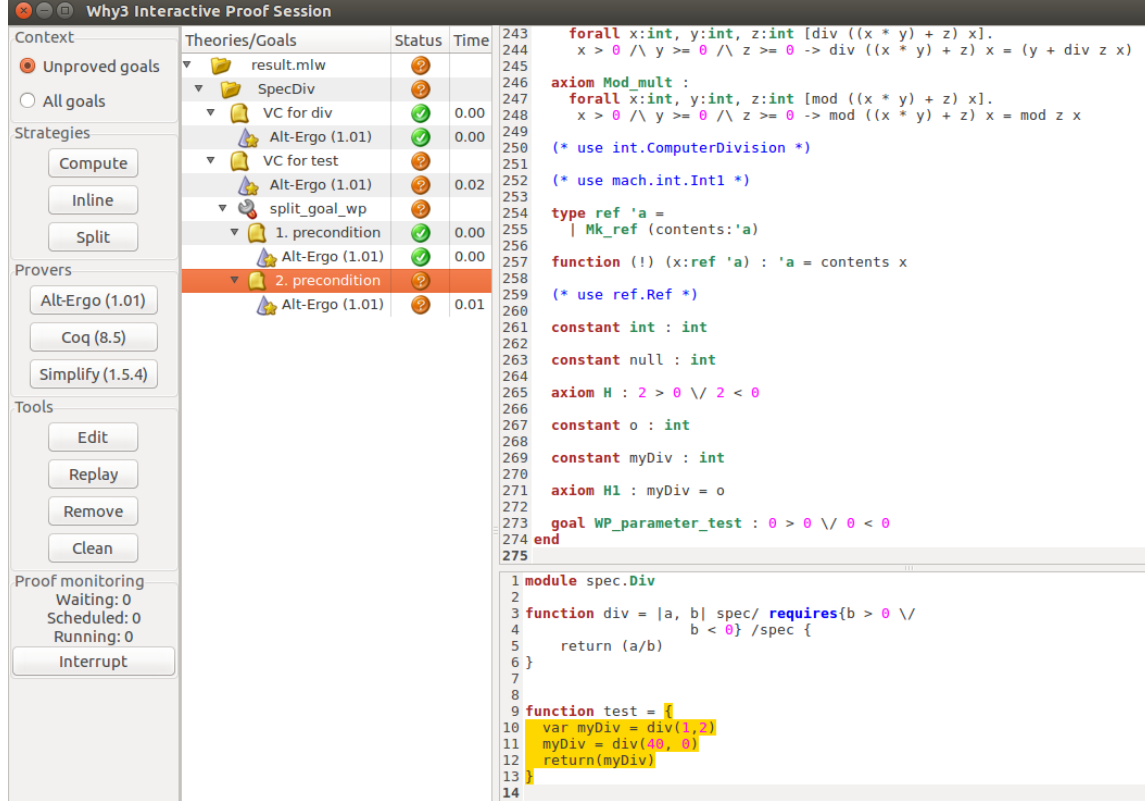 Why3 Interactive Proof Session
Context
Unproved goals
All goals
Strategies
Compute
Inline
Split
Provers
Alt-Ergo (1.01)
Coq (8.5)
Simplify (1.5.4)
Tools
Edit
Replay
Remove
Clean
Proof monitoring
Waiting: 0
Scheduled: 0
Running: 0
Interrupt
Theories/Goals Status Time
result.mlw
SpecDiv
VC for div 0.00
Alt-Ergo (1.01) 0.00
VC for test
Alt-Ergo (1.01) 0.02
split_goal_wp
1. precondition 0.00
Alt-Ergo (1.01) 0.00
2. precondition
Alt-Ergo (1.01) 0.01
243 forall x:int, y:int, z:int [div ((x * y) + z) x].
244 x > 0 /\ y >= 0 /\ z >= 0 -> div ((x * y) + z) x = (y + div z x)
245
246 axiom Mod_mult :
247 forall x:int, y:int, z:int [mod ((x * y) + z) x].
248 x > 0 /\ y >= 0 /\ z >= 0 -> mod ((x * y) + z) x = mod z x
249
250 (* use int.ComputerDivision *)
251
252 (* use mach.int.Int1 *)
253
254 type ref 'a =
255 | Mk_ref (contents:'a)
256
257 function (!) (x:ref 'a) : 'a = contents x
258
259 (* use ref.Ref *)
260
261 constant int : int
262
263 constant null : int
264
265 axiom H : 2 > 0 \/ 2 < 0
266
267 constant o : int
268
269 constant myDiv : int
270
271 axiom H1 : myDiv = o
272
273 goal WP_parameter_test : 0 > 0 \/ 0 < 0
274 end
275
1 module spec.Div
2
3 function div = |a, b| spec/ requires{b > 0 \/
4 b < 0} /spec {
5 return (a/b)
6 }
7
8
9 function test = {
10 var myDiv = div(1,2)
11 myDiv = div(40, 0)
12 return(myDiv)
13 }
14